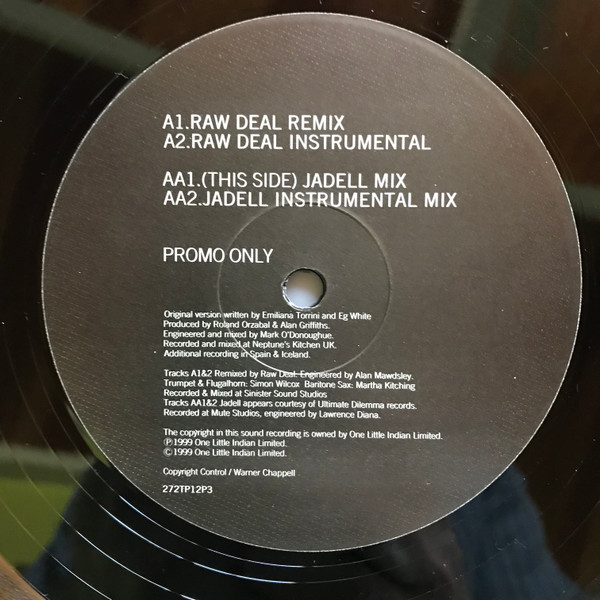 A1.RAW DEAL REMIX
A2.RAW DEAL INSTRUMENTAL
AA1.(THIS SIDE) JADELL MIX
AA2.JADELL INSTRUMENTAL MIX
PROMO ONLY
Original version written by Emiliana Torrini and Eg White
Produced by Roland Orzabal & Alan Griffiths.
Engineered and mixed by Mark O'Donoughue.
Recorded and mixed at Neptune's Kitchen UK.
Additional recording in Spain & Iceland.
Tracks A1&2 Remixed by Raw Deal. Engineered by Alan Mawdsley.
Trumpet & Flugalhorn: Simon Wilcox Baritone Sax: Martha Kitching
Recorded & Mixed at Sinister Sound Studios
Tracks AA1&2 Jadell appears courtesy of Ultimate Dilemma records.
Recorded at Mute Studios, engineered by Lawrence Diana.
The copyright in this sound recording is owned by One Little Indian Limited.
℗1999 One Little Indian Limited.
©1999 One Little Indian Limited.
Copyright Control / Warner Chappell
272TP12P3